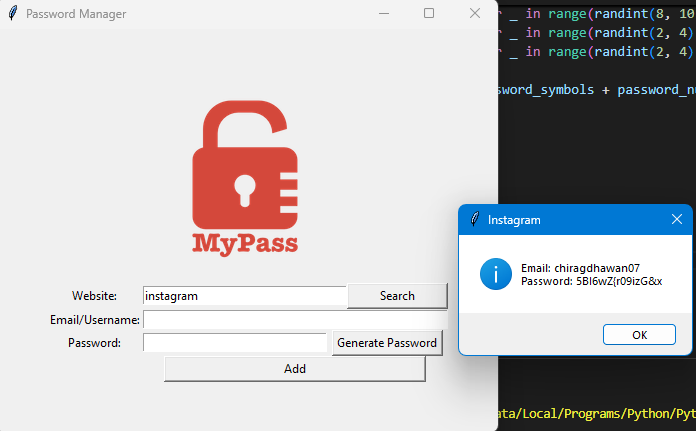 Password Manager
r _ in range(randint(8, 10
r _ in range(randint(2, 4)
r _ in range(randint(2, 4)
sword_symbols + password_nu
MyPass
Instagram
Email: chiragdhawan07
Password: 5Bl6wZ{r09izG&x
OK
Website:
instagram
Search
Email/Username:
Password:
Generate Password
Add
ata/Local/Programs/Python/Pyt